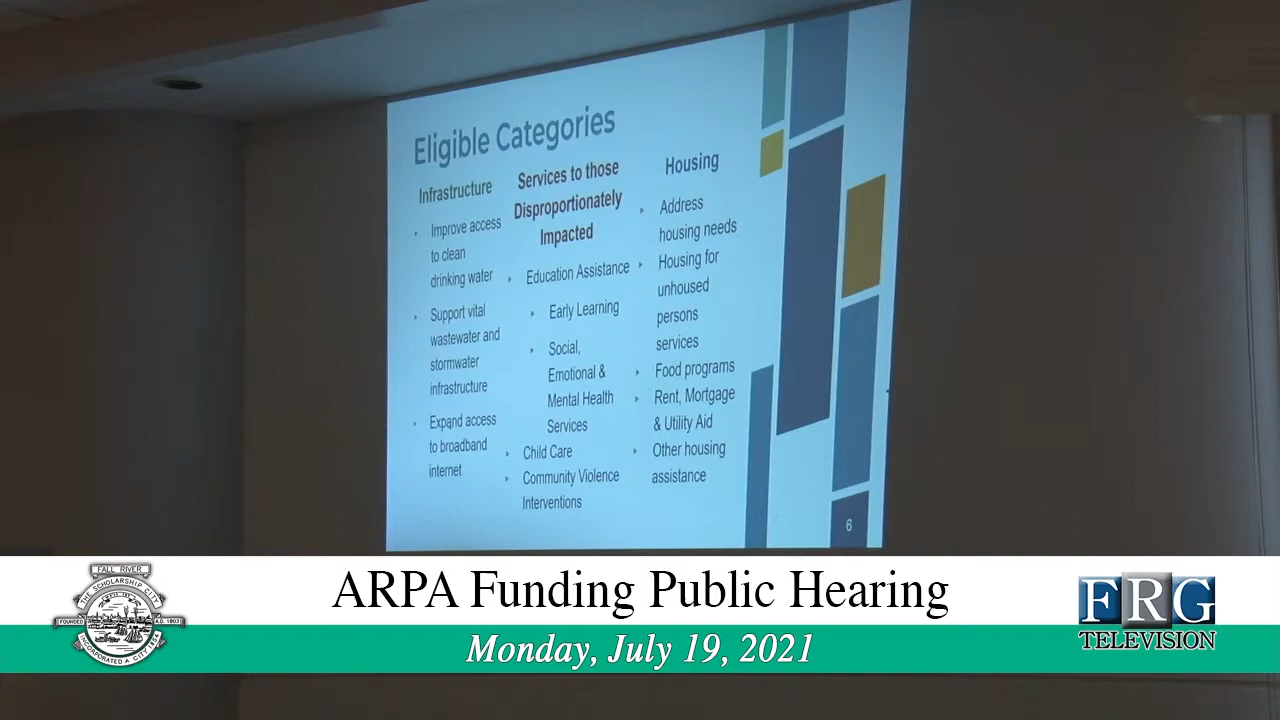 Eligible Categories
Infrastructure
Improve access
to clean
drinking water
Support vital
wastewater and
stormwater
infrastructure
Expand access
to broadband
internet
Services to those
Disproportionately
Impacted
Education Assistance
Early Learning
Social,
Emotional &
Mental Health
Services
Child Care
Community Violence
Interventions
Housing
Address
housing needs
Housing for
unhoused
persons
services
Food programs
Rent, Mortgage
& Utility Aid
Other housing
assistance
6
FALL RIVER
THE SCHOLARSHIP CITY
FOUNDED
A.D. 1803
INCORPORATED A CITY 1854
ARPA Funding Public Hearing
Monday, July 19, 2021
FRG
TELEVISION